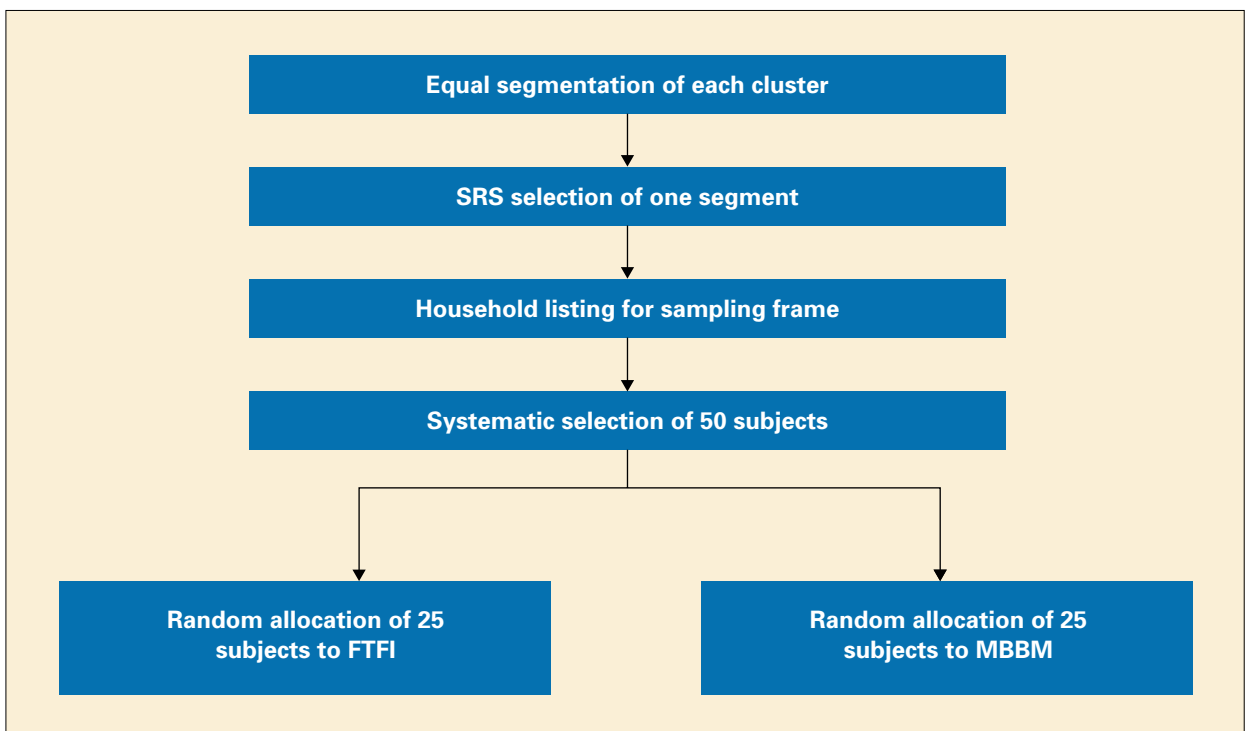 Equal segmentation of each cluster
SRS selection of one segment
Household listing for sampling frame
Systematic selection of 50 subjects
Random allocation of 25
subjects to FTFI
Random allocation of 25
subjects to MBBM